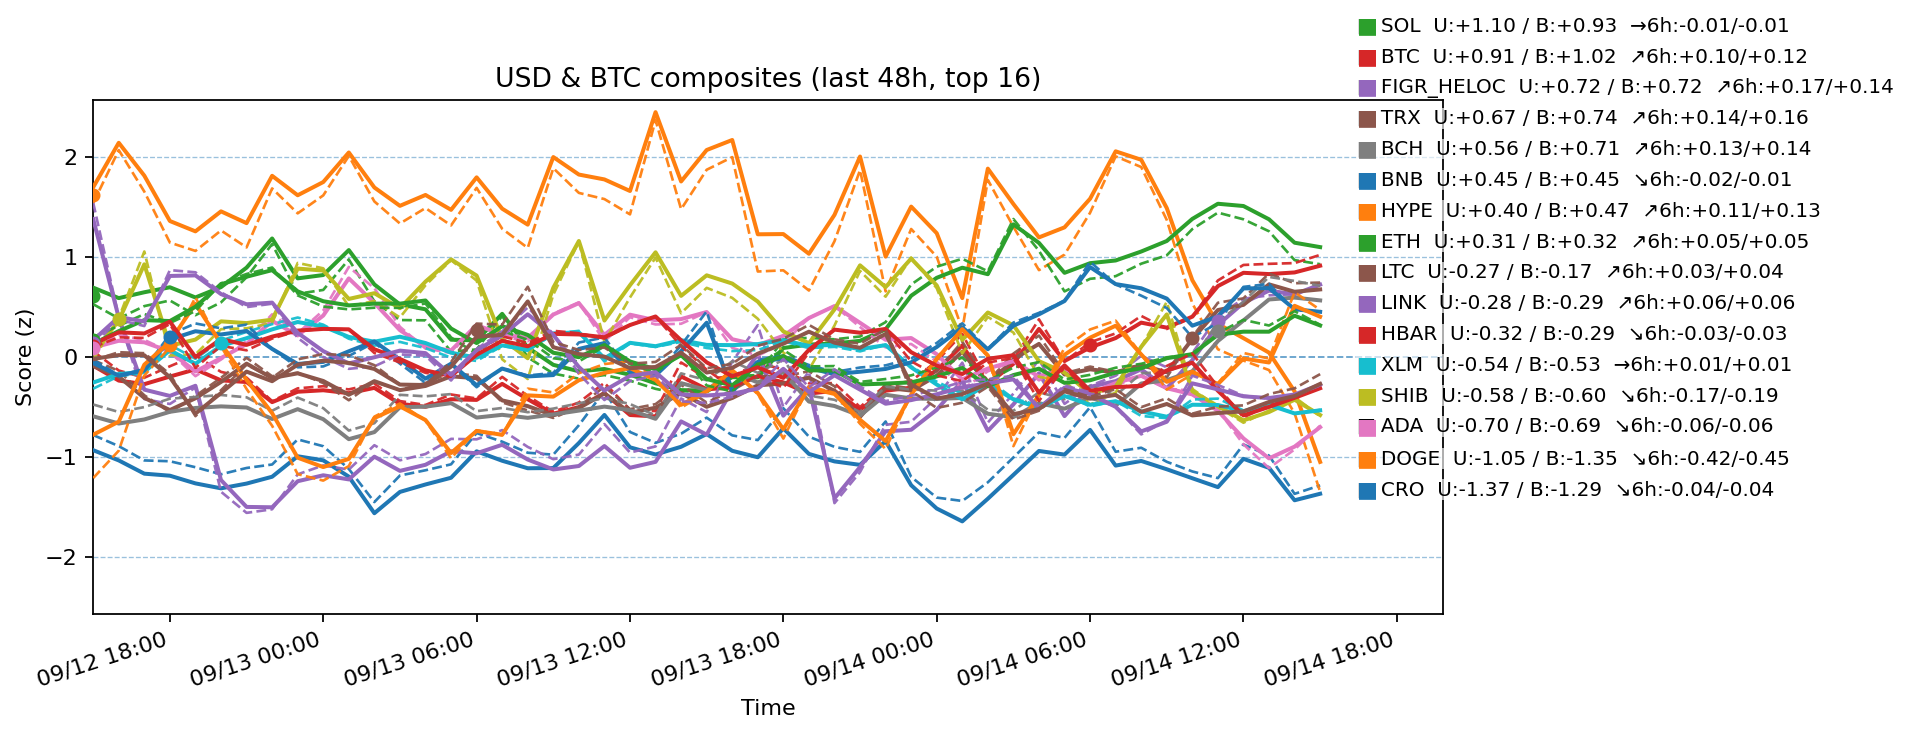 SOL U:+1.10 / B:+0.93 →6h:-0.01/-0.01
BTC U:+0.91 / B:+1.02 ↗6h:+0.10/+0.12
FIGR_HELOC U:+0.72 / B:+0.72 ↗6h:+0.17/+0.14
TRX U:+0.67 / B:+0.74 ↗6h:+0.14/+0.16
BCH U:+0.56 / B:+0.71 ↗6h:+0.13/+0.14
BNB U:+0.45 / B:+0.45 ↘6h:-0.02/-0.01
HYPE U:+0.40 / B:+0.47 ↗6h:+0.11/+0.13
ETH U:+0.31 / B:+0.32 ↗6h:+0.05/+0.05
LTC U:-0.27 / B:-0.17 ↗6h:+0.03/+0.04
LINK U:-0.28 / B:-0.29 ↗6h:+0.06/+0.06
HBAR U:-0.32 / B:-0.29 ↘6h:-0.03/-0.03
XLM U:-0.54 / B:-0.53 →6h:+0.01/+0.01
SHIB U:-0.58 / B:-0.60 ↘6h:-0.17/-0.19
ADA U:-0.70 / B:-0.69 ↘6h:-0.06/-0.06
DOGE U:-1.05 / B:-1.35 ↘6h:-0.42/-0.45
CRO U:-1.37 / B:-1.29 ↘6h:-0.04/-0.04
USD & BTC composites (last 48h, top 16)
Score (z)
2
1
0
−1
−2
09/12 18:00
09/13 00:00
09/13 06:00
09/13 12:00
09/13 18:00
09/14 00:00
09/14 06:00
09/14 12:00
09/14 18:00
Time